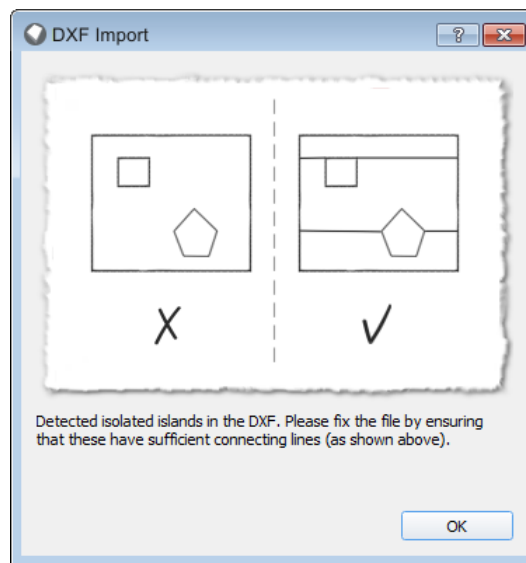 DXF Import
Detected isolated islands in the DXF. Please fix the file by ensuring
that these have sufficient connecting lines (as shown above).
OK